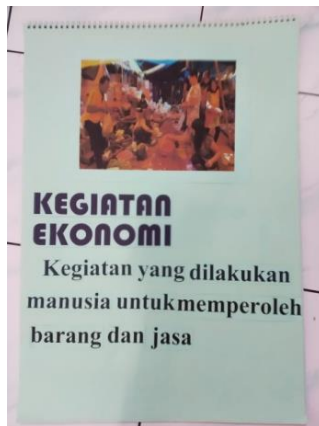 KEGIATAN
EKONOMI
Kegiatan yang dilakukan
manusia untuk memperoleh
barang dan jasa